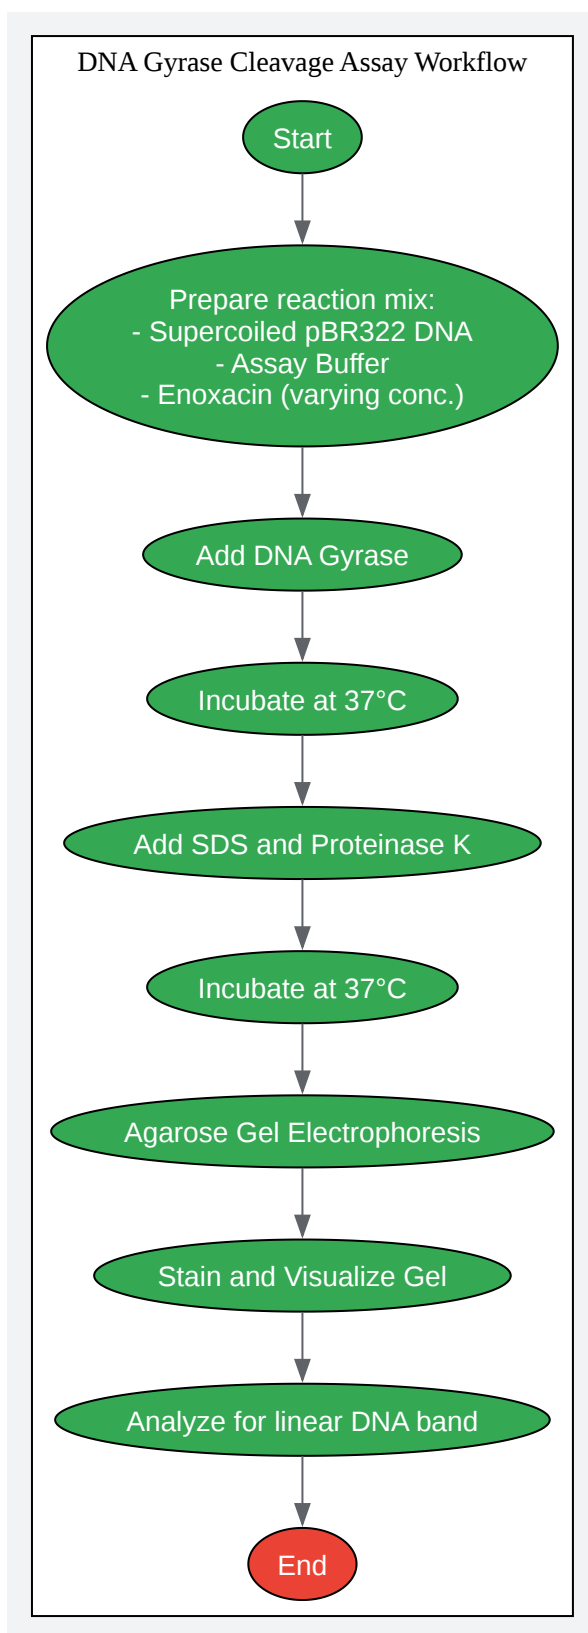 DNA Gyrase Cleavage Assay Workflow
Start
Prepare reaction mix:
- Supercoiled pBR322 DNA
- Assay Buffer
- Enoxacin (varying conc.)
Add DNA Gyrase
Incubate at 37°C
Add SDS and Proteinase K
Incubate at 37°C
Agarose Gel Electrophoresis
Stain and Visualize Gel
Analyze for linear DNA band
End